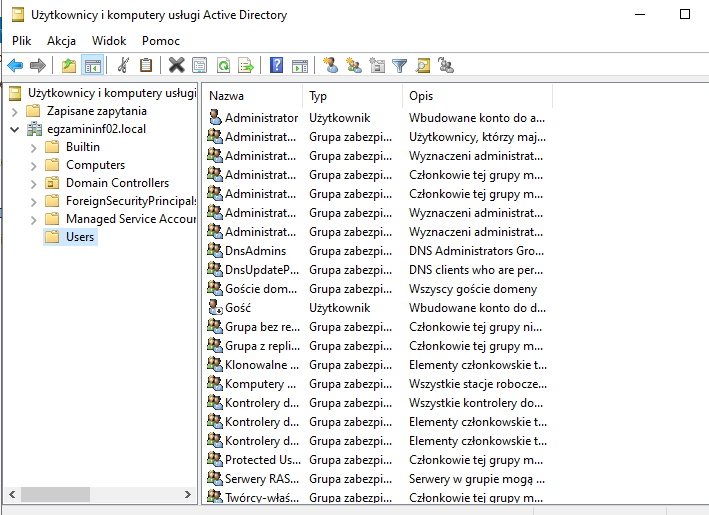 Użytkownicy i komputery usługi Active Directory
Plik Akcja Widok Pomoc
Użytkownicy i komputery usługi
Zapisane zapytania
egzamininf02.local
Builtin
Computers
Domain Controllers
ForeignSecurityPrincipals
Managed Service Accour
Users
Nazwa Typ Opis
Administrator Użytkownik Wbudowane konto do a...
Administrat... Grupa zabezpi... Użytkownicy, którzy maj...
Administrat... Grupa zabezpi... Wyznaczeni administrat...
Administrat... Grupa zabezpi... Członkowie tej grupy m...
Administrat... Grupa zabezpi... Członkowie tej grupy m...
Administrat... Grupa zabezpi... Wyznaczeni administrat...
Administrat... Grupa zabezpi... Wyznaczeni administrat...
DnsAdmins Grupa zabezpi... DNS Administrators Gro...
DnsUpdateP... Grupa zabezpi... DNS clients who are per...
Goście dom... Grupa zabezpi... Wszyscy goście domeny
Gość Użytkownik Wbudowane konto do d...
Grupa bez re... Grupa zabezpi... Członkowie tej grupy ni...
Grupa z repli... Grupa zabezpi... Członkowie tej grupy m...
Klonowalne ... Grupa zabezpi... Elementy członkowskie t...
Komputery ... Grupa zabezpi... Wszystkie stacje robocze...
Kontrolery d... Grupa zabezpi... Wszystkie kontrolery do...
Kontrolery d... Grupa zabezpi... Elementy członkowskie t...
Kontrolery d... Grupa zabezpi... Elementy członkowskie t...
Protected Us... Grupa zabezpi... Członkowie tej grupy m...
Serwery RAS... Grupa zabezpi... Serwery w grupie mogą ...
Twórcy-właś... Grupa zabezpi... Członkowie tej grupy m...